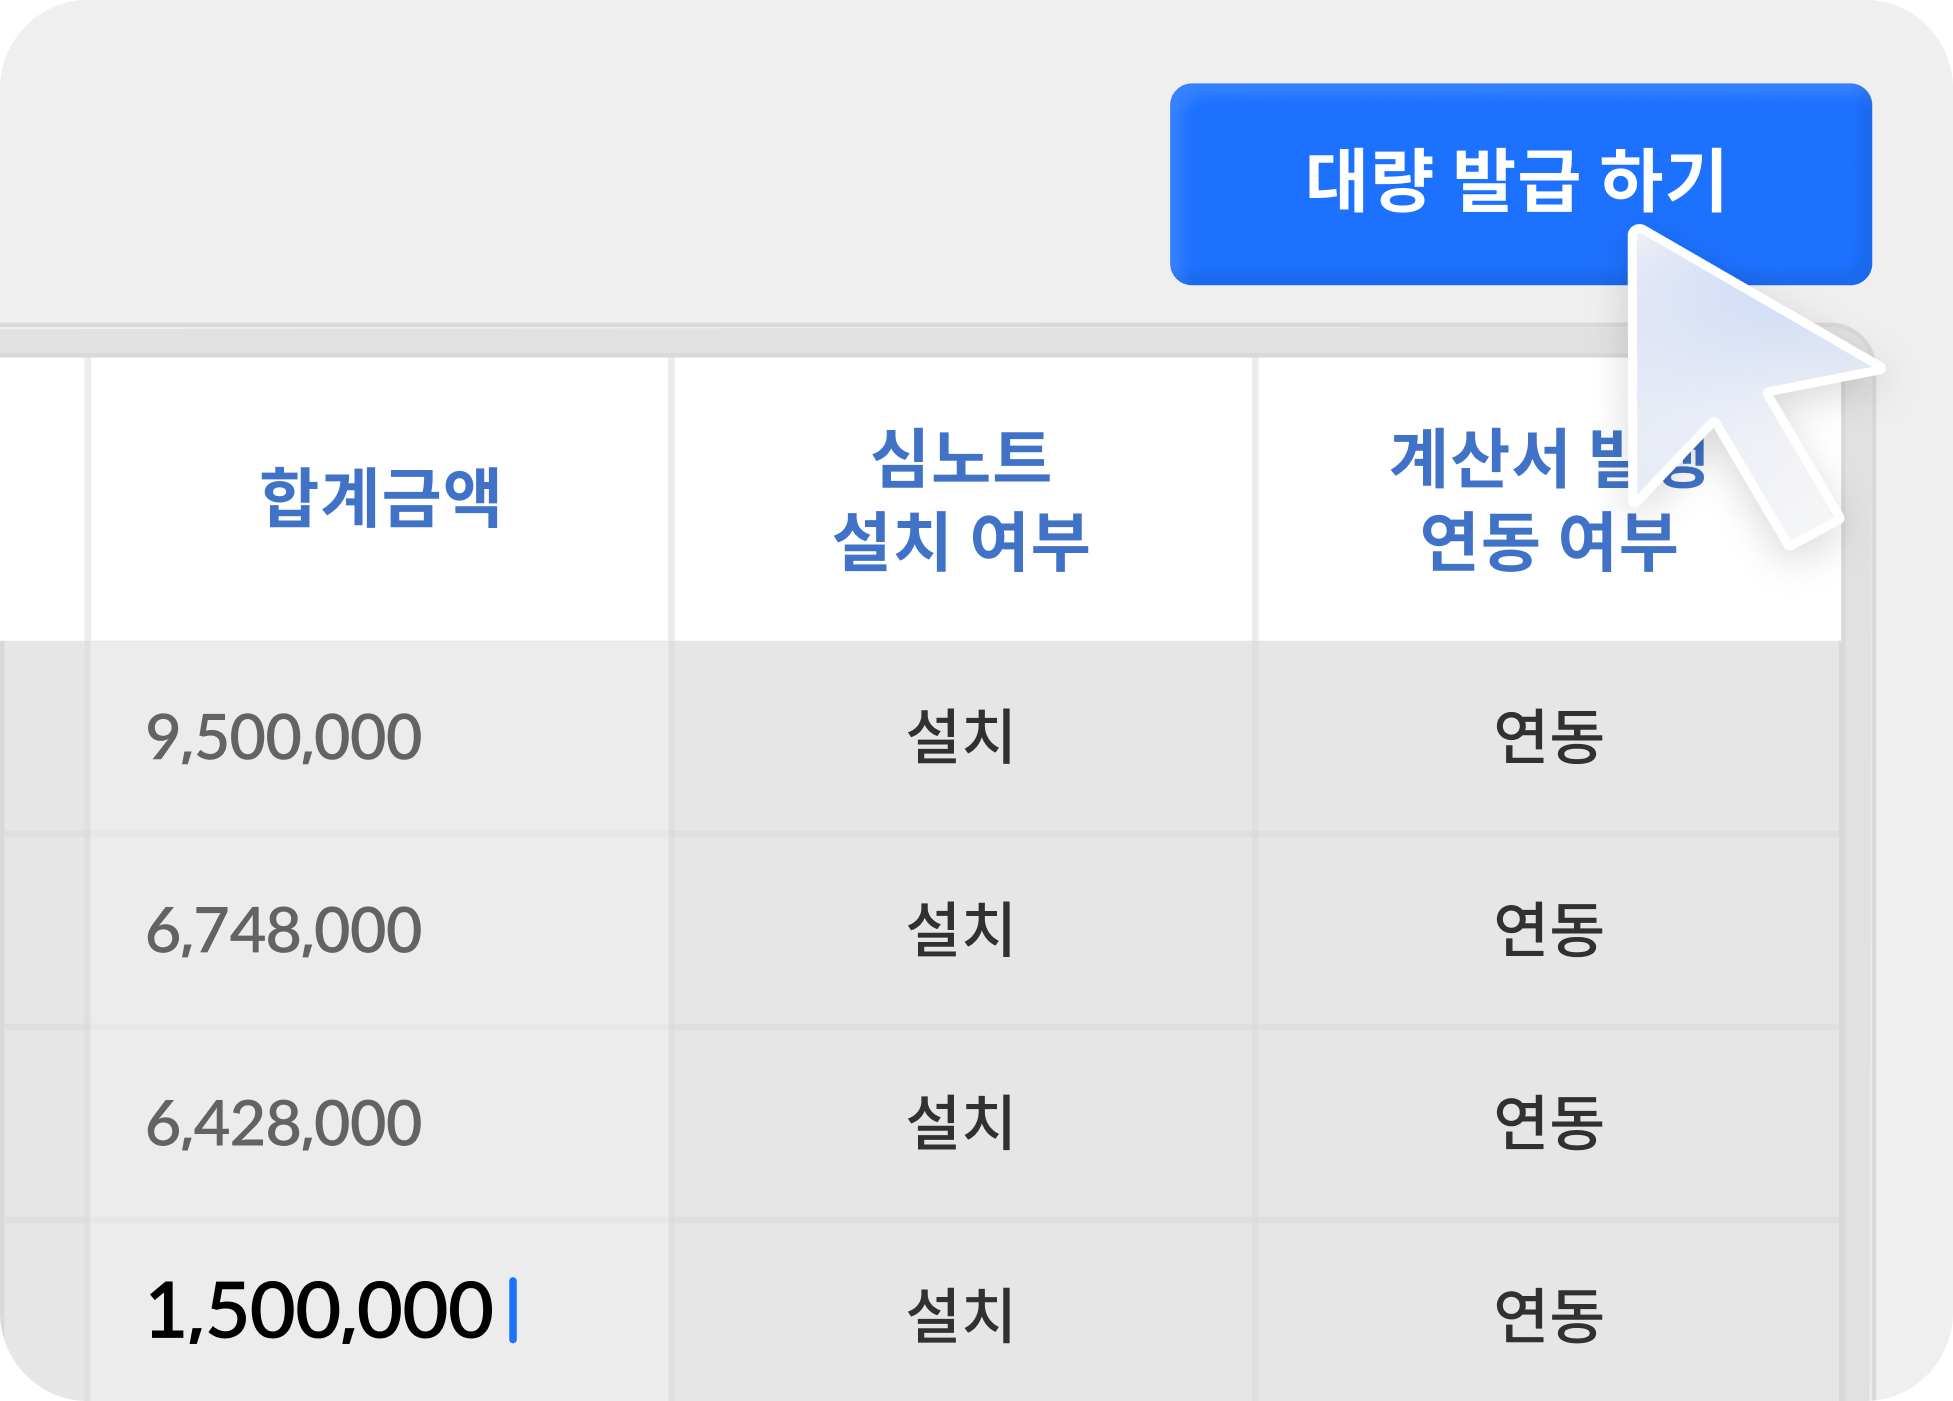 대량 발급 하기
합계금액
심노트
설치 여부
계산서 발행
연동 여부
9,500,000
설치
연동
6,748,000
설치
연동
6,428,000
설치
연동
1,500,000
설치
연동